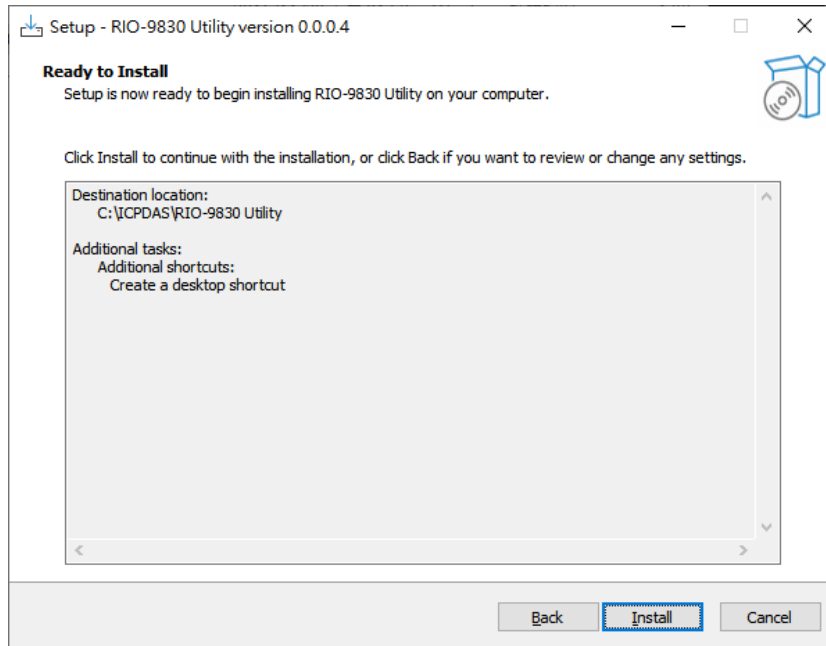 Setup - RIO-9830 Utility version 0.0.0.4
Ready to Install
Setup is now ready to begin installing RIO-9830 Utility on your computer.
Click Install to continue with the installation, or click Back if you want to review or change any settings.
Destination location:
C:\ICPDAS\RIO-9830 Utility
Additional tasks:
Additional shortcuts:
Create a desktop shortcut
Back Install Cancel